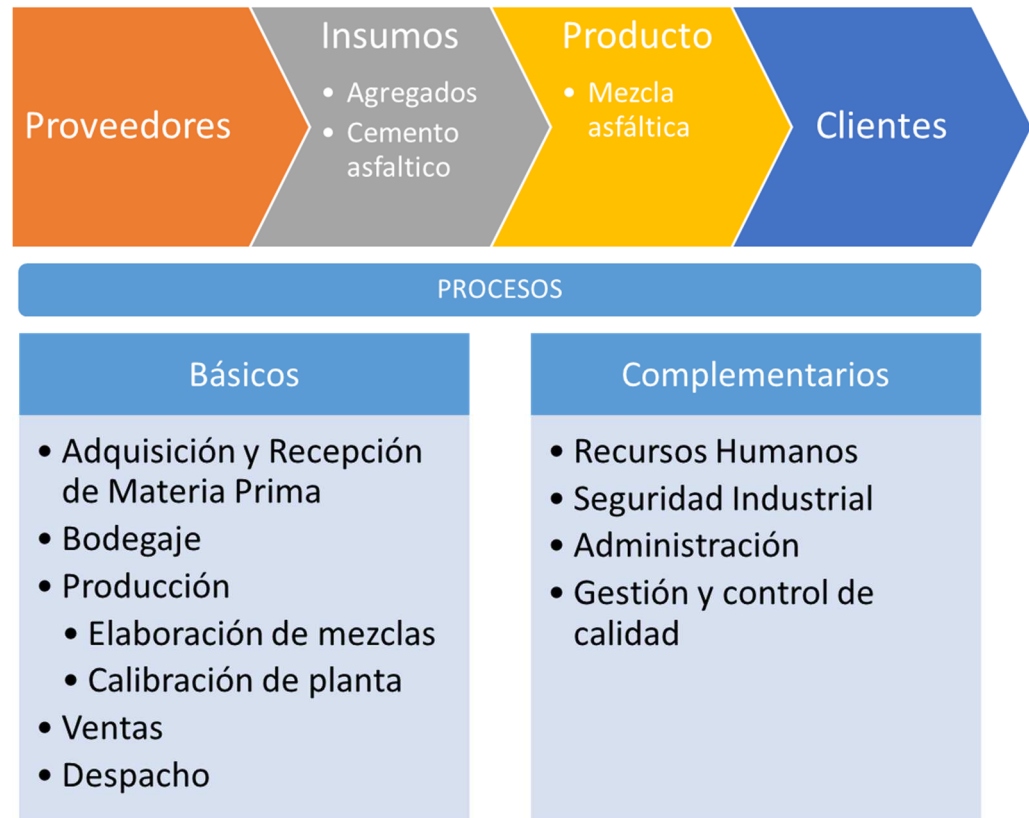 Proveedores
Insumos
• Agregados
• Cemento
asfaltico
Producto
• Mezcla
asfáltica
Clientes
PROCESOS
Básicos
• Adquisición y Recepción
de Materia Prima
• Bodegaje
• Producción
• Elaboración de mezclas
• Calibración de planta
• Ventas
• Despacho
Complementarios
• Recursos Humanos
• Seguridad Industrial
• Administración
• Gestión y control de
calidad